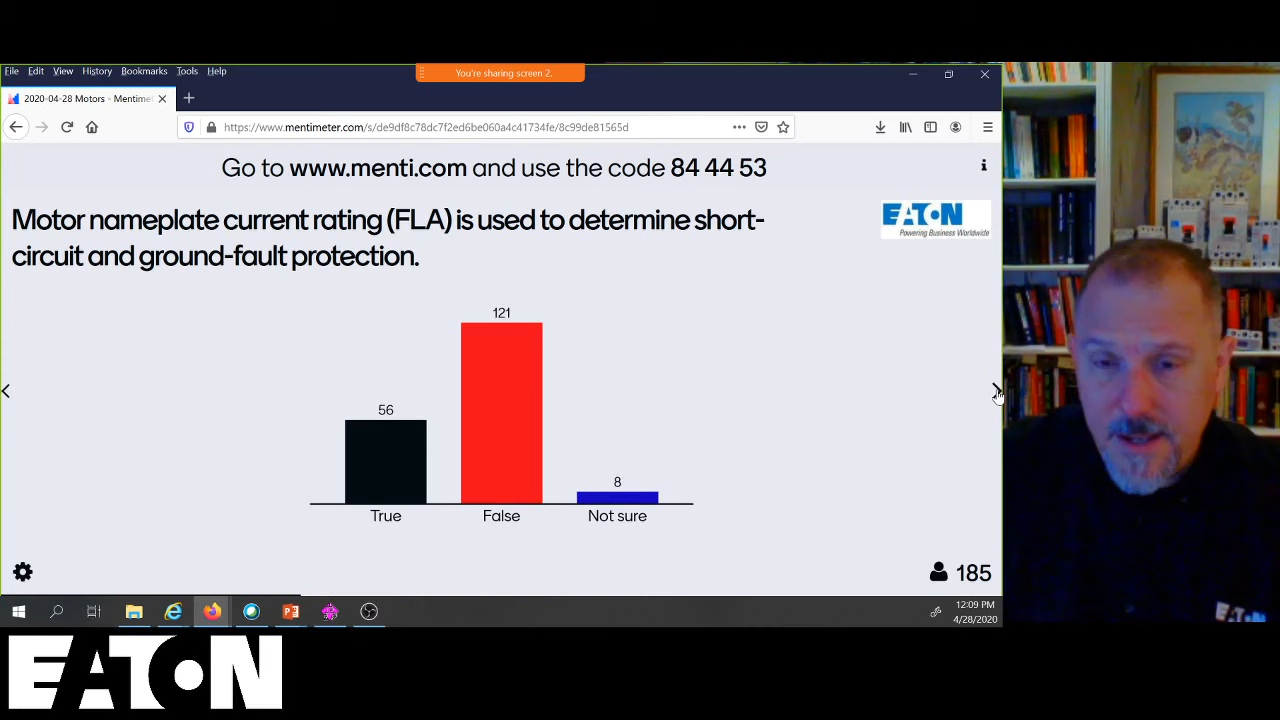 You're sharing screen 2.
File Edit View History Bookmarks Tools Help
2020-04-28 Motors - Mentimet
https://www.mentimeter.com/s/de9df8c78dc7f2ed6be060a4c41734fe/8c99de81565d
Go to www.menti.com and use the code 84 44 53
Motor nameplate current rating (FLA) is used to determine short-
circuit and ground-fault protection.
EATON
Powering Business Worldwide
121
56
8
True False Not sure
185
12:09 PM
4/28/2020
EATON